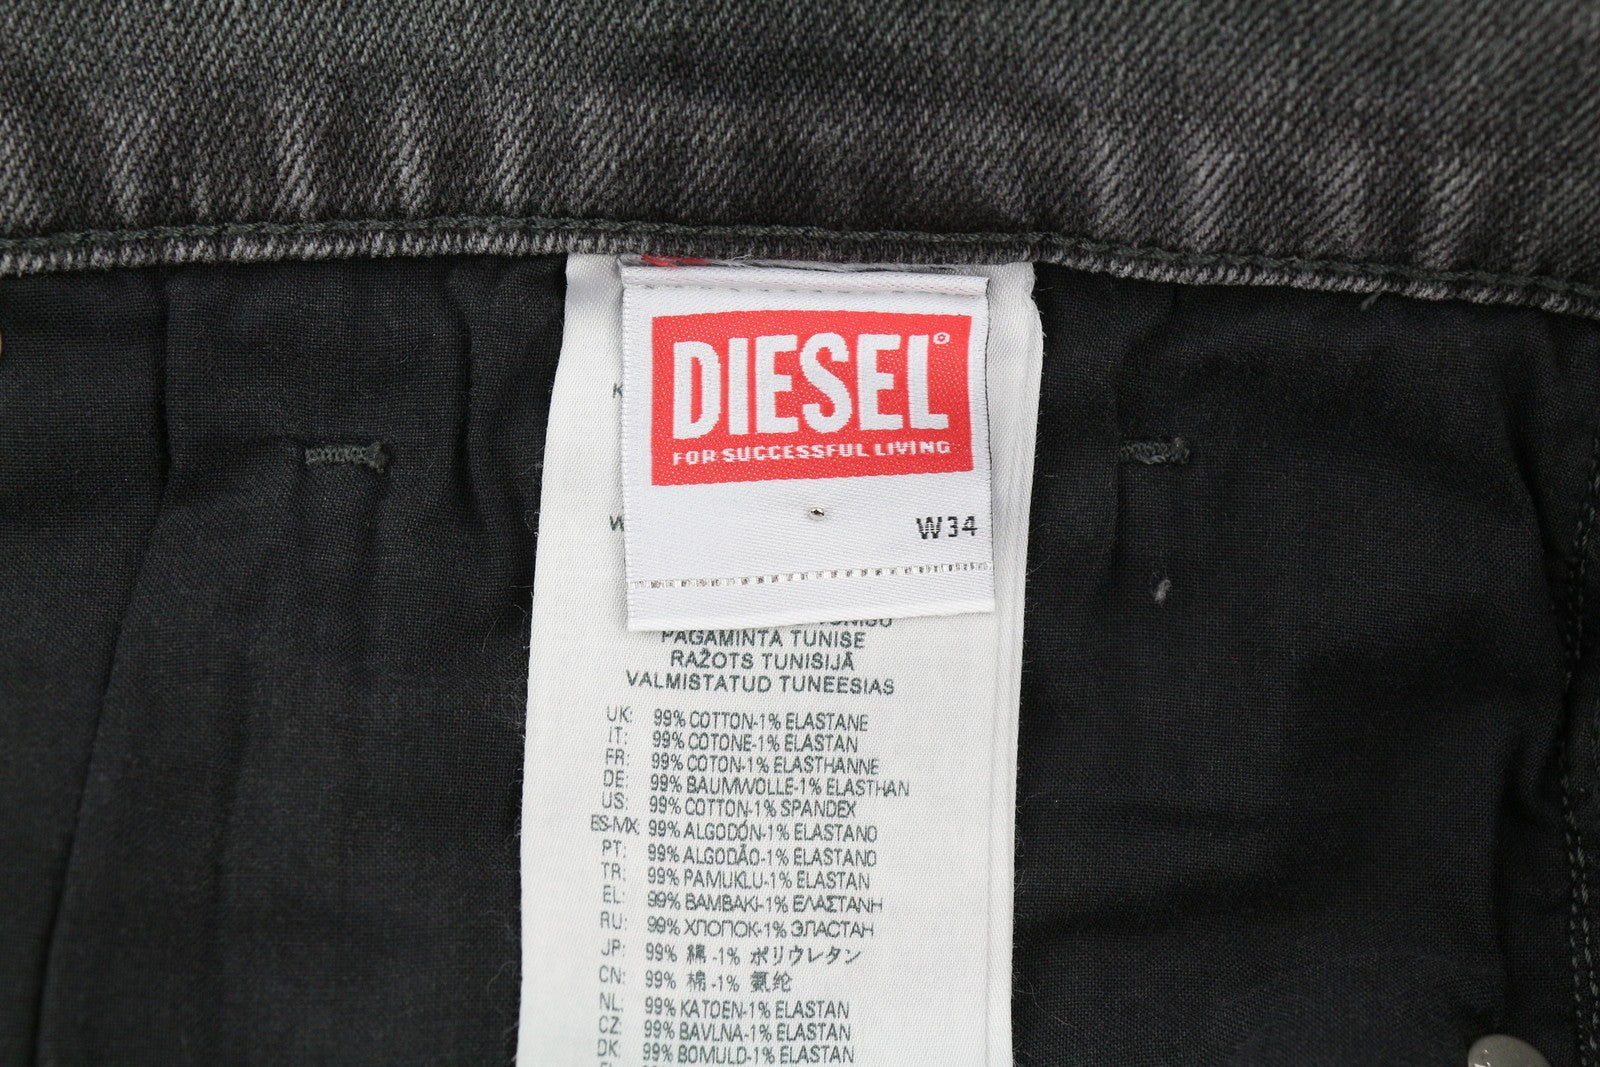 DIESEL
FOR SUCCESSFUL LIVING
W34
PAGAMINTA TUNISE
RAŽOTS TUNISIJĀ
VALMISTATUD TUNEESIAS
UK: 99% COTTON-1% ELASTANE
IT: 99% COTONE-1% ELASTAN
FR: 99% COTON-1% ELASTHANNE
DE: 99% BAUMWOLLE-1% ELASTHAN
US: 99% COTTON-1% SPANDEX
ES-MX: 99% ALGODÓN-1% ELASTANO
PT: 99% ALGODÃO-1% ELASTANO
TR: 99% PAMUKLU-1% ELASTAN
EL: 99% ΒΑΜΒΑΚΙ-1% ΕΛΑΣΤΑΝΗ
RU: 99% ХЛОПОК-1% ЭЛАСТАН
JP: 99% 綿 -1% ポリウレタン
CN: 99% 棉 -1% 氨纶
NL: 99% KATOEN-1% ELASTAN
CZ: 99% BAVLNA-1% ELASTAN
DK: 99% BOMULD-1% ELASTAN